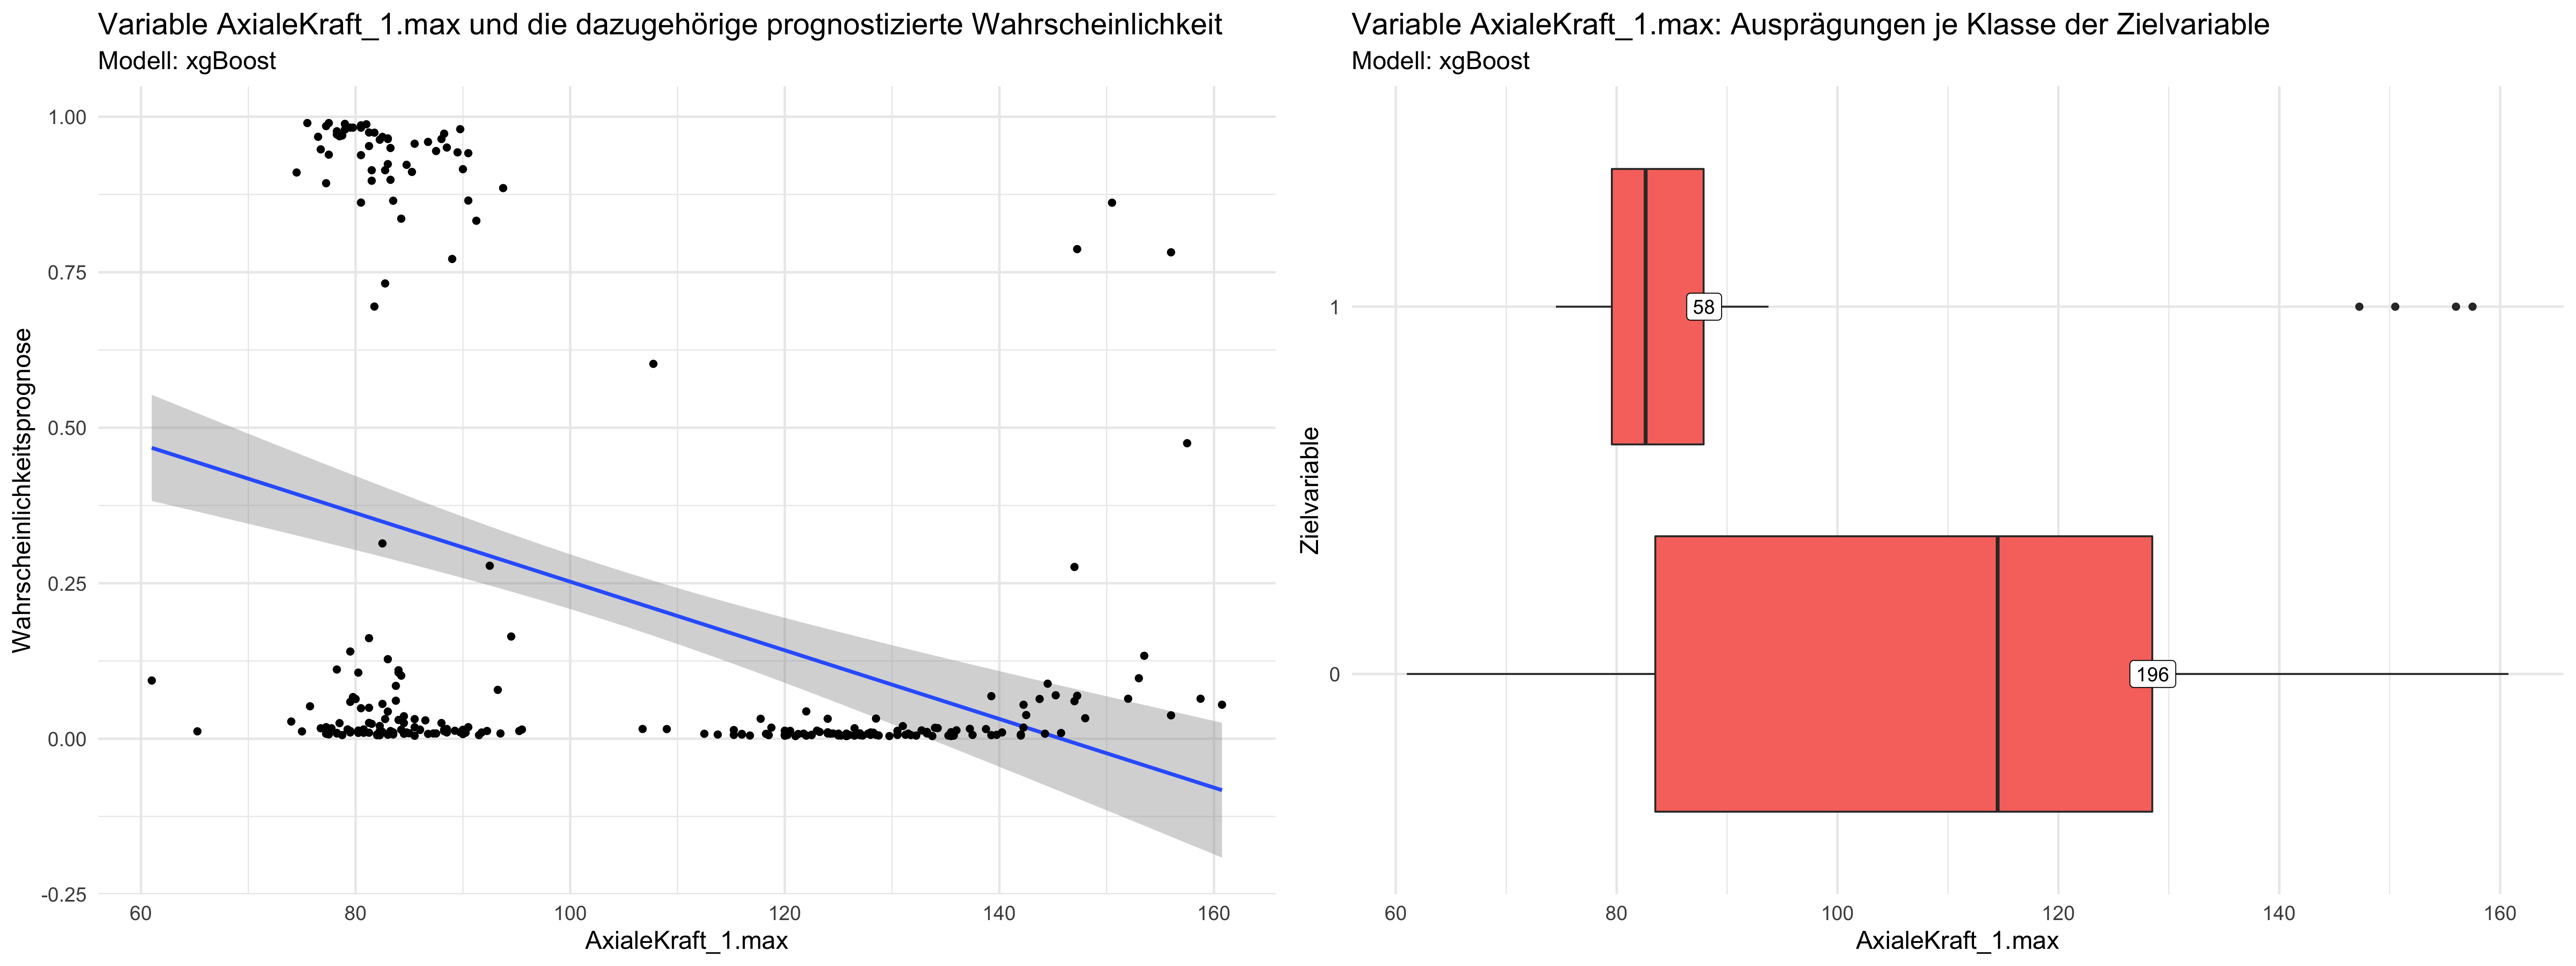 Variable AxialeKraft_1.max und die dazugehörige prognostizierte Wahrscheinlichkeit
Modell: xgBoost
Wahrscheinlichkeitsprognose
1.00
0.75
0.50
0.25
0.00
-0.25
60 80 100 120 140 160
AxialeKraft_1.max
Variable AxialeKraft_1.max: Ausprägungen je Klasse der Zielvariable
Modell: xgBoost
Zielvariable
1
58
0
196
60 80 100 120 140 160
AxialeKraft_1.max